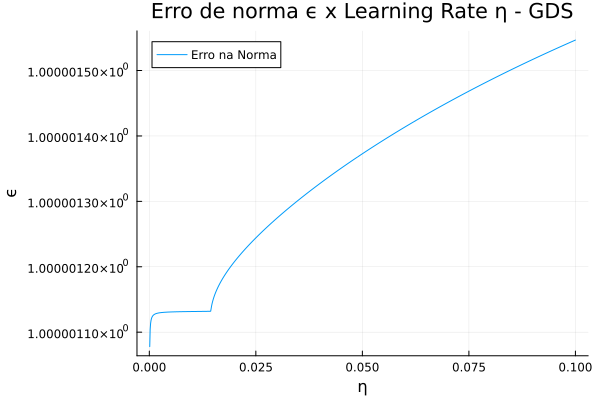 Erro de norma ϵ x Learning Rate η - GDS
Erro na Norma
1.00000150×10⁰
1.00000140×10⁰
1.00000130×10⁰
1.00000120×10⁰
1.00000110×10⁰
ϵ
0.000 0.025 0.050 0.075 0.100
η